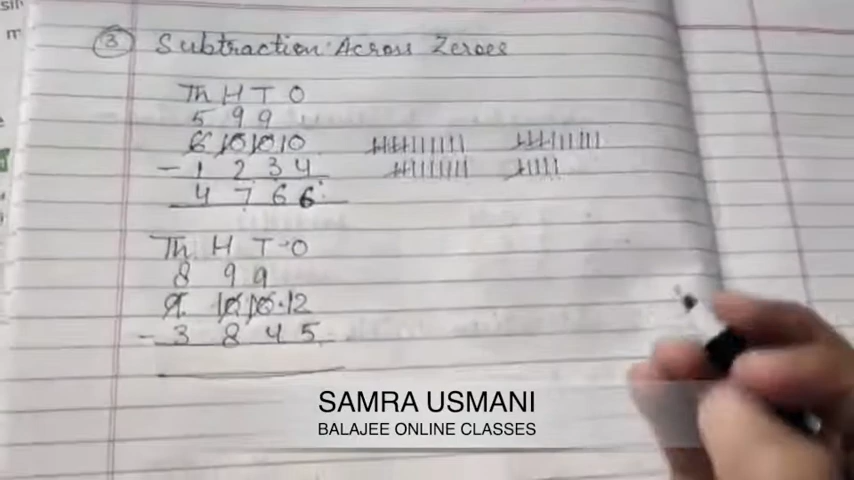 ③ Subtraction Across Zeroes
Th H T O
5 9 9
6 10 10 10
- 1 2 3 4
4 7 6 6
Th H T O
8 9 9
9 10 10 12
- 3 8 4 5
SAMRA USMANI
BALAJEE ONLINE CLASSES